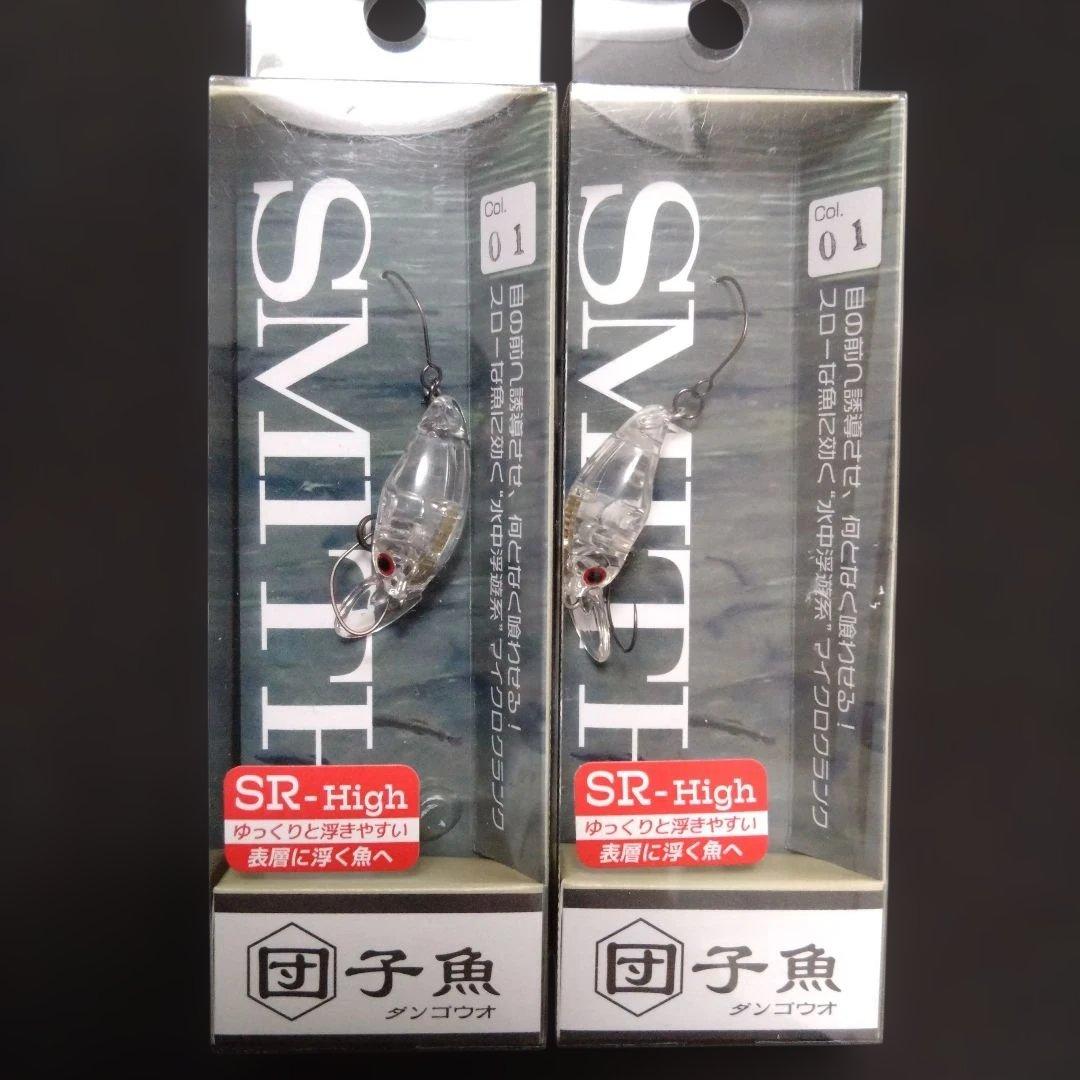 SMITH
Col.
01
目の前へ誘導させ、何となく喰わせる！
スローな魚に効く"水中浮遊系"マイクロクランク
SR-High
ゆっくりと浮きやすい
表層に浮く魚へ
団子魚
ダンゴウオ
SMITH
Col.
01
目の前へ誘導させ、何となく喰わせる！
スローな魚に効く"水中浮遊系"マイクロクランク
SR-High
ゆっくりと浮きやすい
表層に浮く魚へ
団子魚
ダンゴウオ